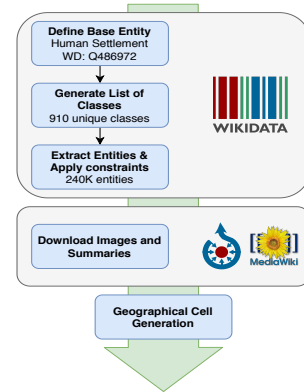 Define Base Entity
Human Settlement
WD: Q486972
Generate List of
Classes
910 unique classes
WIKIDATA
Extract Entities &
Apply constraints
240K entities
Download Images and
Summaries
MediaWiki
Geographical Cell
Generation